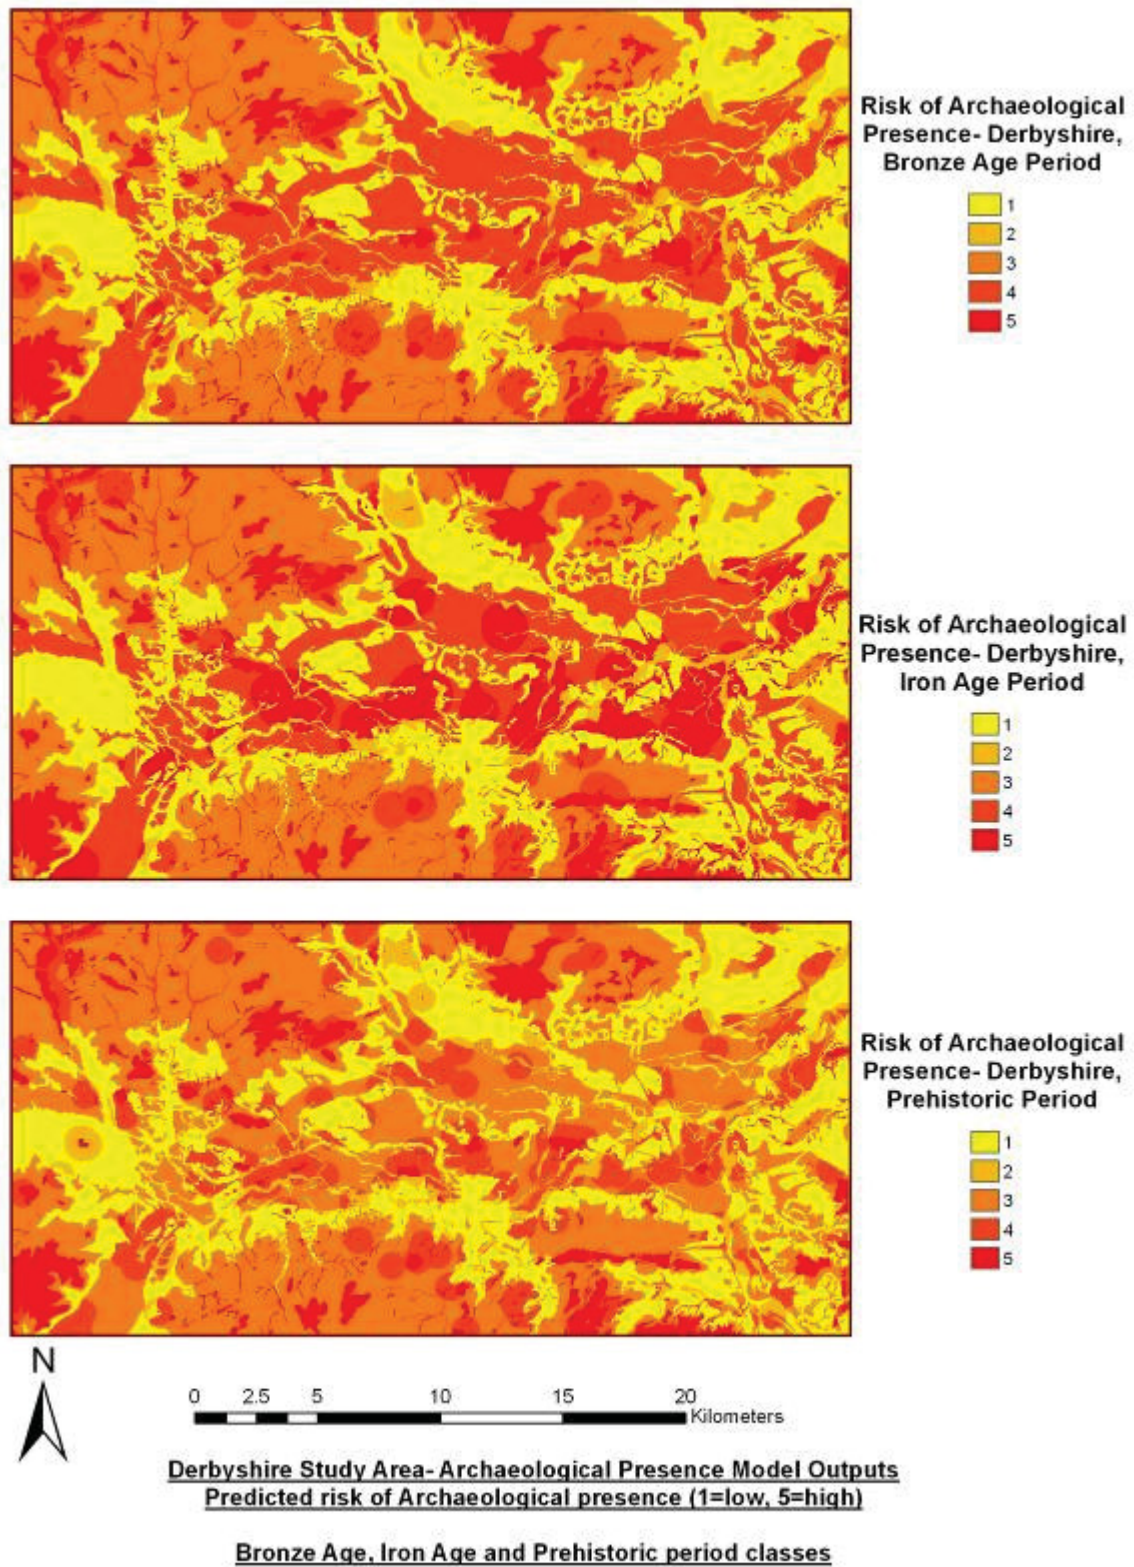 Risk of Archaeological
Presence- Derbyshire,
Bronze Age Period
1
2
3
4
5
Risk of Archaeological
Presence- Derbyshire,
Iron Age Period
1
2
3
4
5
Risk of Archaeological
Presence- Derbyshire,
Prehistoric Period
1
2
3
4
5
N
0 2.5 5 10 15 20
Kilometers
Derbyshire Study Area- Archaeological Presence Model Outputs
Predicted risk of Archaeological presence (1=low, 5=high)
Bronze Age, Iron Age and Prehistoric period classes